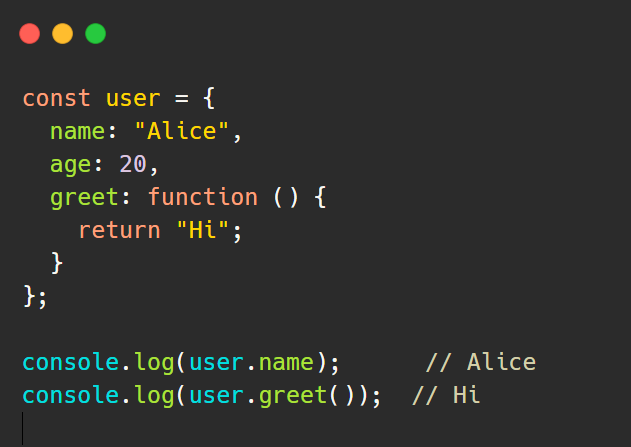 const user = {
  name: "Alice",
  age: 20,
  greet: function () {
    return "Hi";
  }
};

console.log(user.name);      // Alice
console.log(user.greet());  // Hi